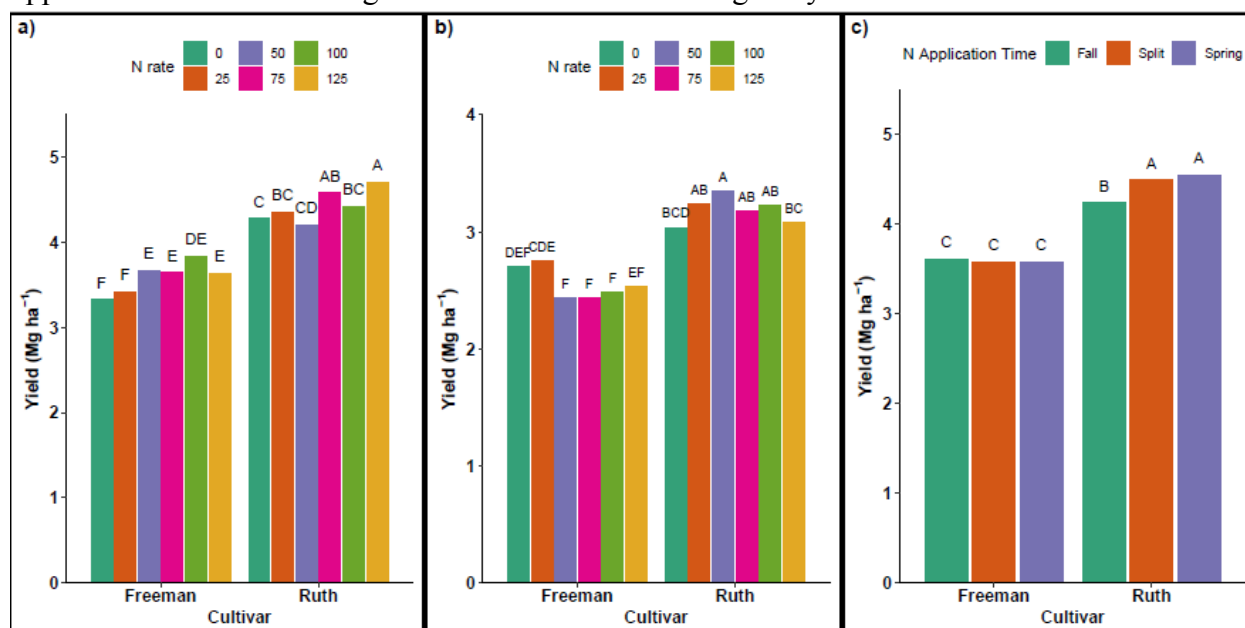 a)
N rate 0 50 100
25 75 125
Yield (Mg ha⁻¹)
5
4
3
2
1
0
F F E E DE E C BC CD AB BC A
Freeman Ruth
Cultivar
b)
N rate 0 50 100
25 75 125
Yield (Mg ha⁻¹)
4
3
2
1
0
DEF CDE F F F EF BCD AB A AB AB BC
Freeman Ruth
Cultivar
c)
N Application Time Fall Split Spring
Yield (Mg ha⁻¹)
5
4
3
2
1
0
C C C B A A
Freeman Ruth
Cultivar